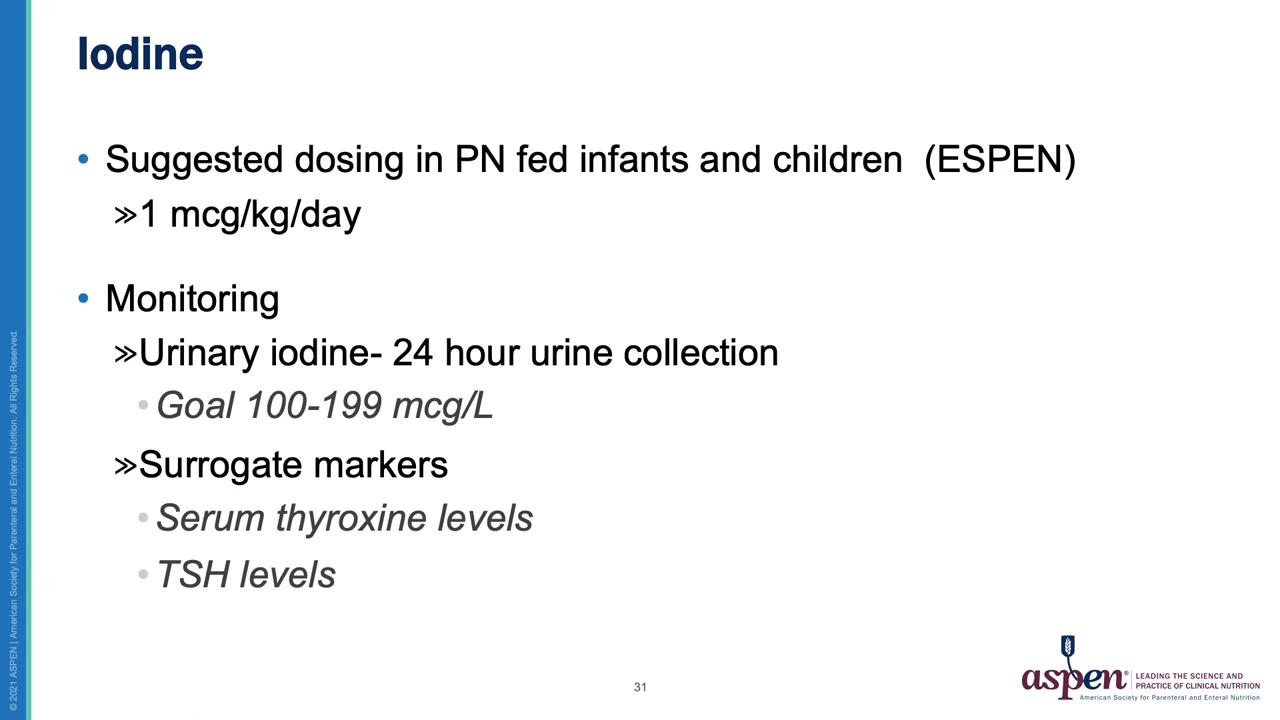 Iodine
• Suggested dosing in PN fed infants and children (ESPEN)
»1 mcg/kg/day
• Monitoring
»Urinary iodine- 24 hour urine collection
• Goal 100-199 mcg/L
»Surrogate markers
• Serum thyroxine levels
• TSH levels
© 2021 ASPEN | American Society for Parenteral and Enteral Nutrition. All Rights Reserved.
31
aspen®
LEADING THE SCIENCE AND
PRACTICE OF CLINICAL NUTRITION
American Society for Parenteral and Enteral Nutrition